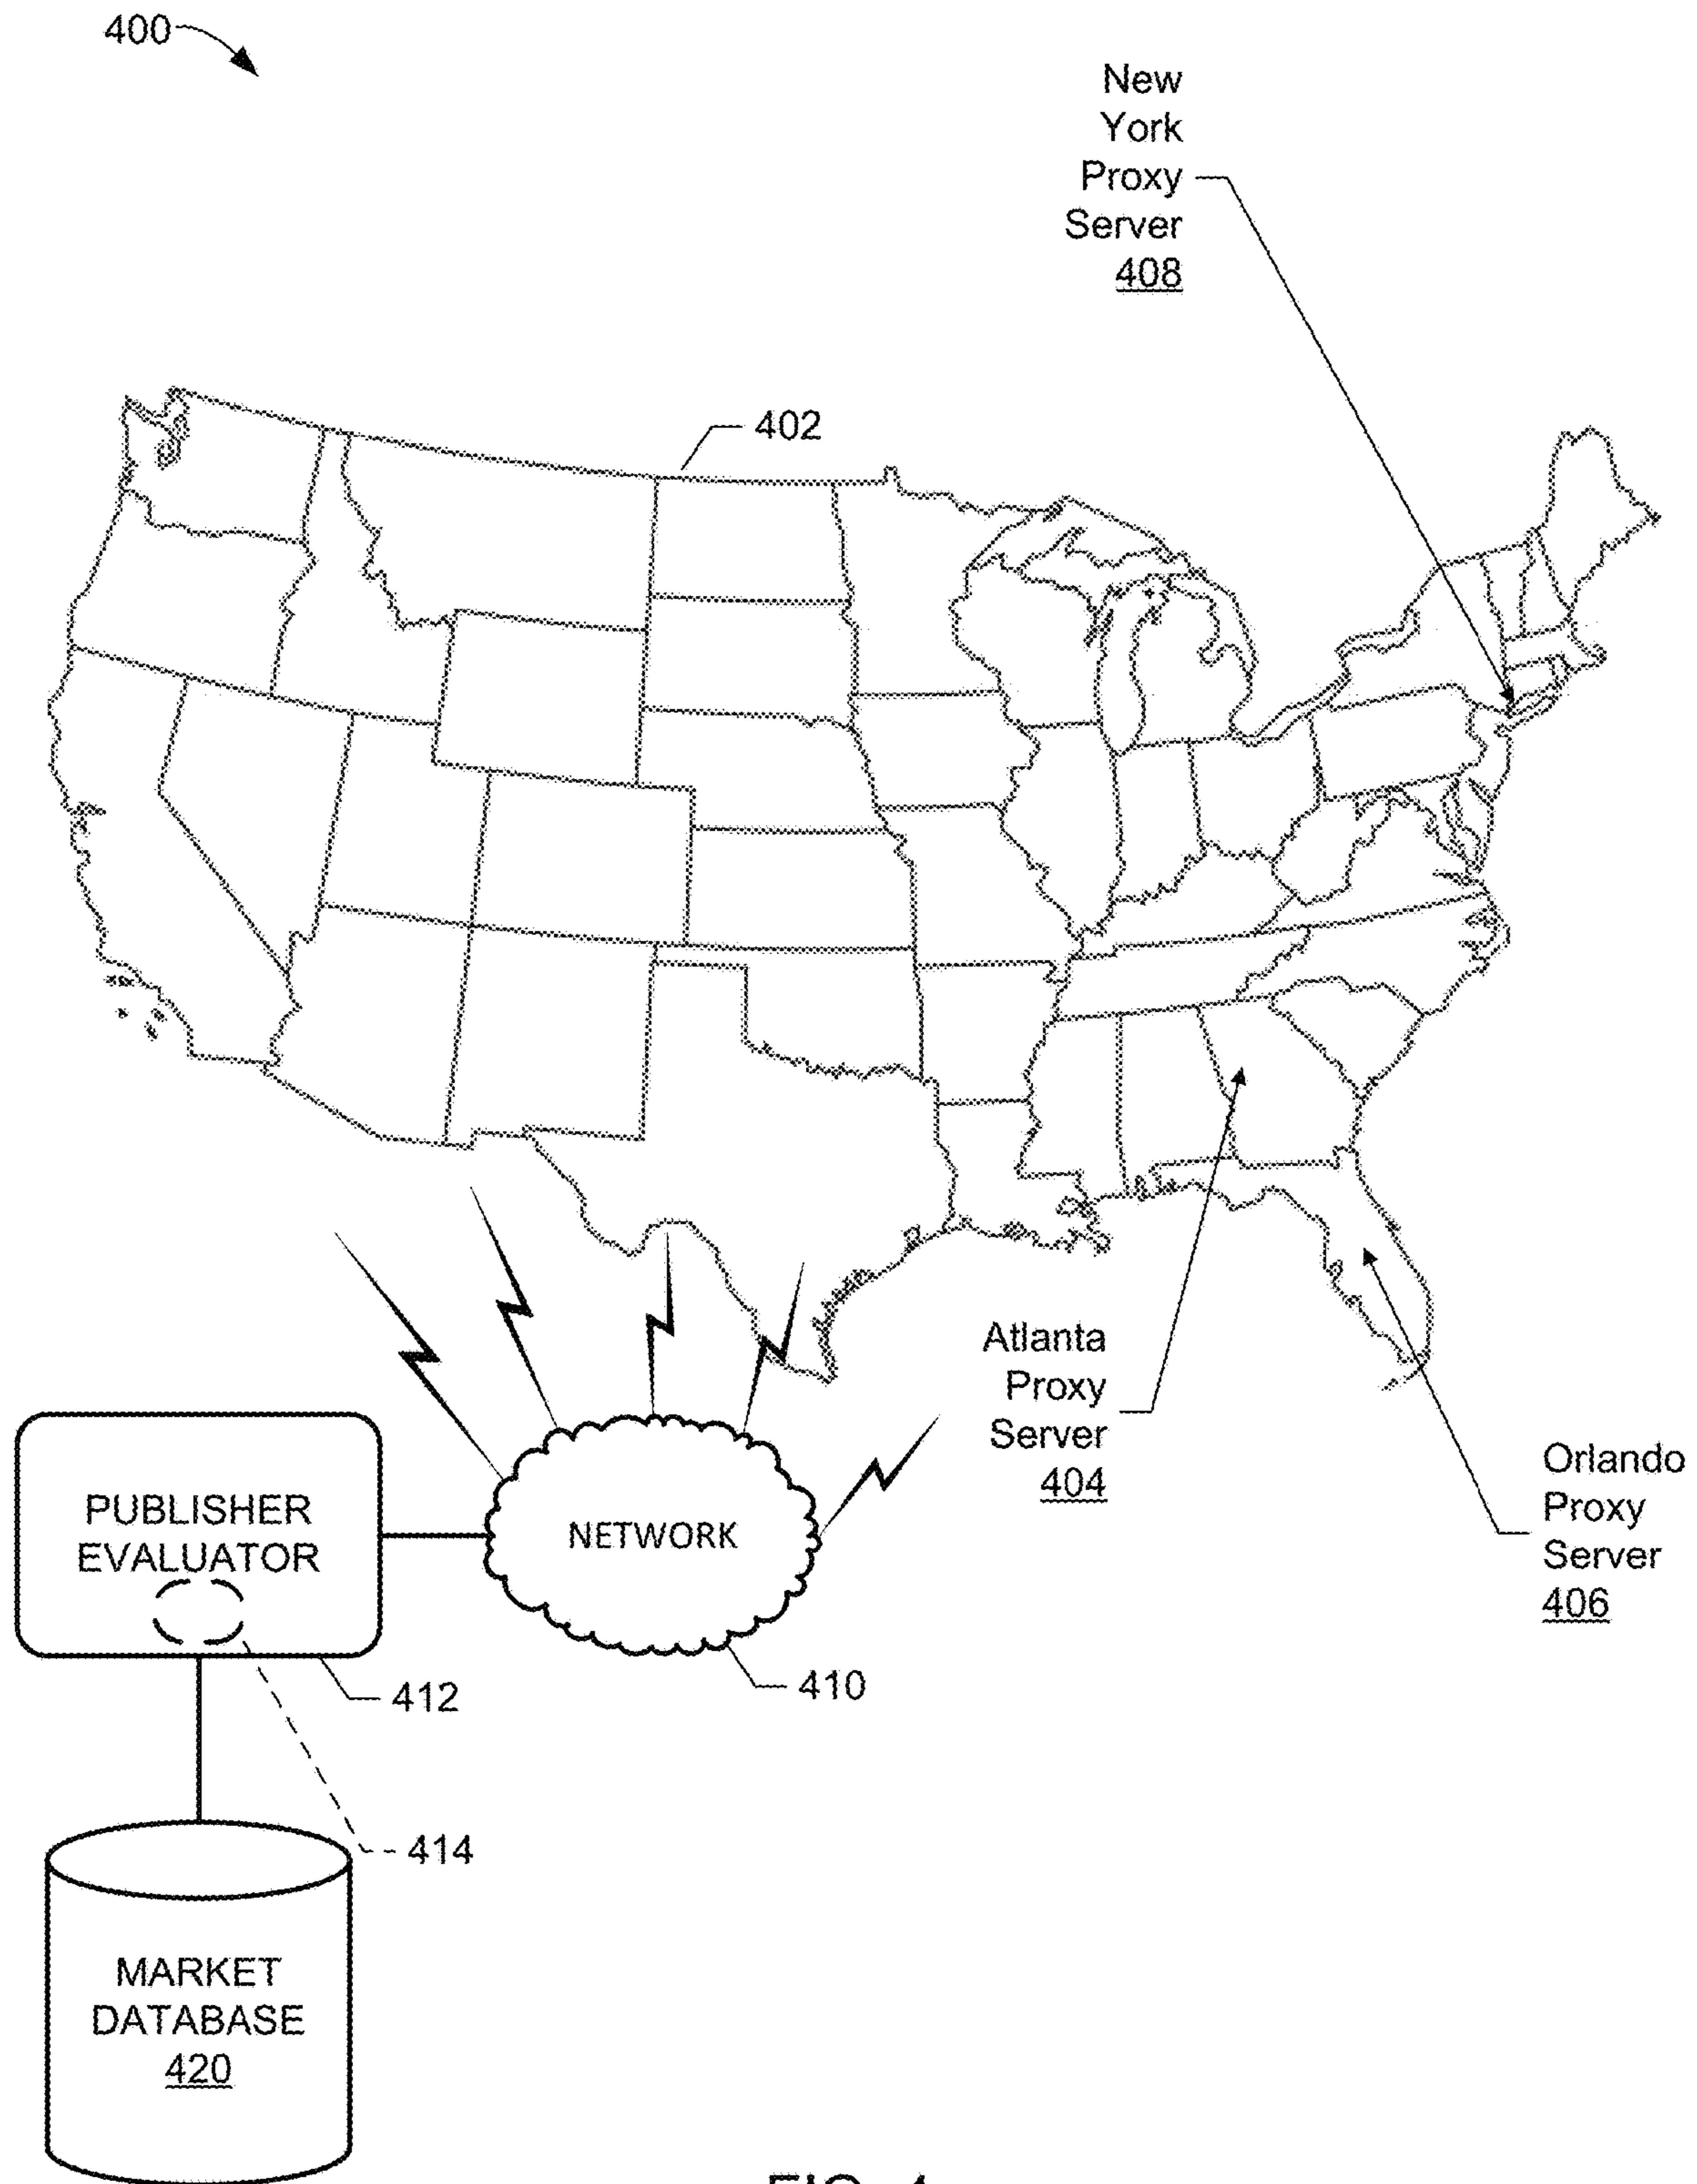 400
New
York
Proxy
Server
408
402
Atlanta
Proxy
Server
404
Orlando
Proxy
Server
406
PUBLISHER
EVALUATOR
NETWORK
412
410
414
MARKET
DATABASE
420